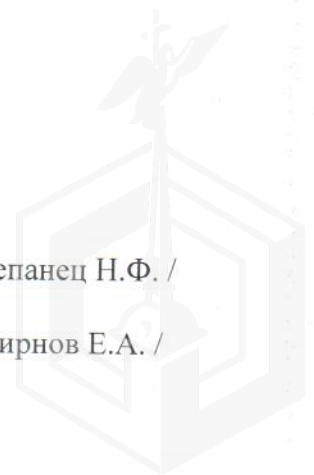 епанец Н.Ф. /
ирнов Е.А. /